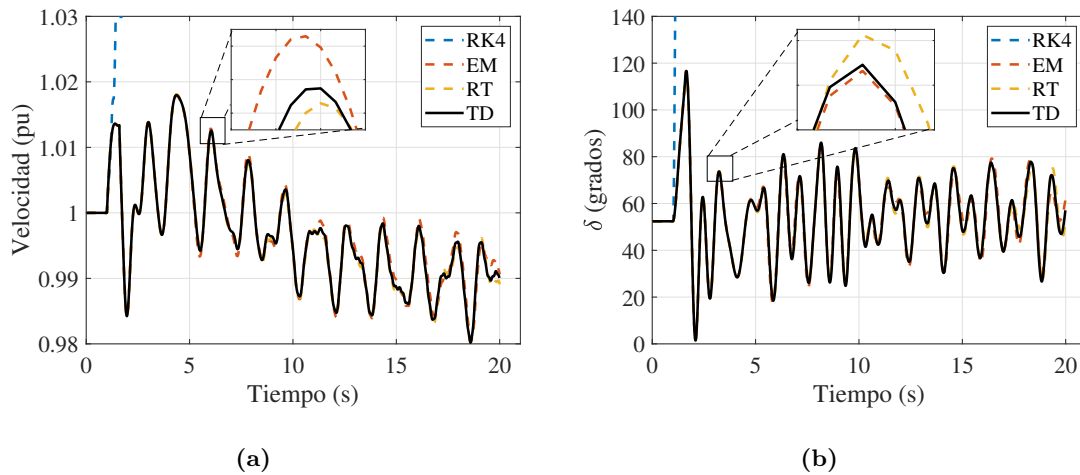 1.03
1.02
1.01
1
0.99
0.98
Velocidad (pu)
0
5
10
15
20
Tiempo (s)
RK4
EM
RT
TD
(a)
140
120
100
80
60
40
20
0
δ (grados)
0
5
10
15
20
Tiempo (s)
RK4
EM
RT
TD
(b)